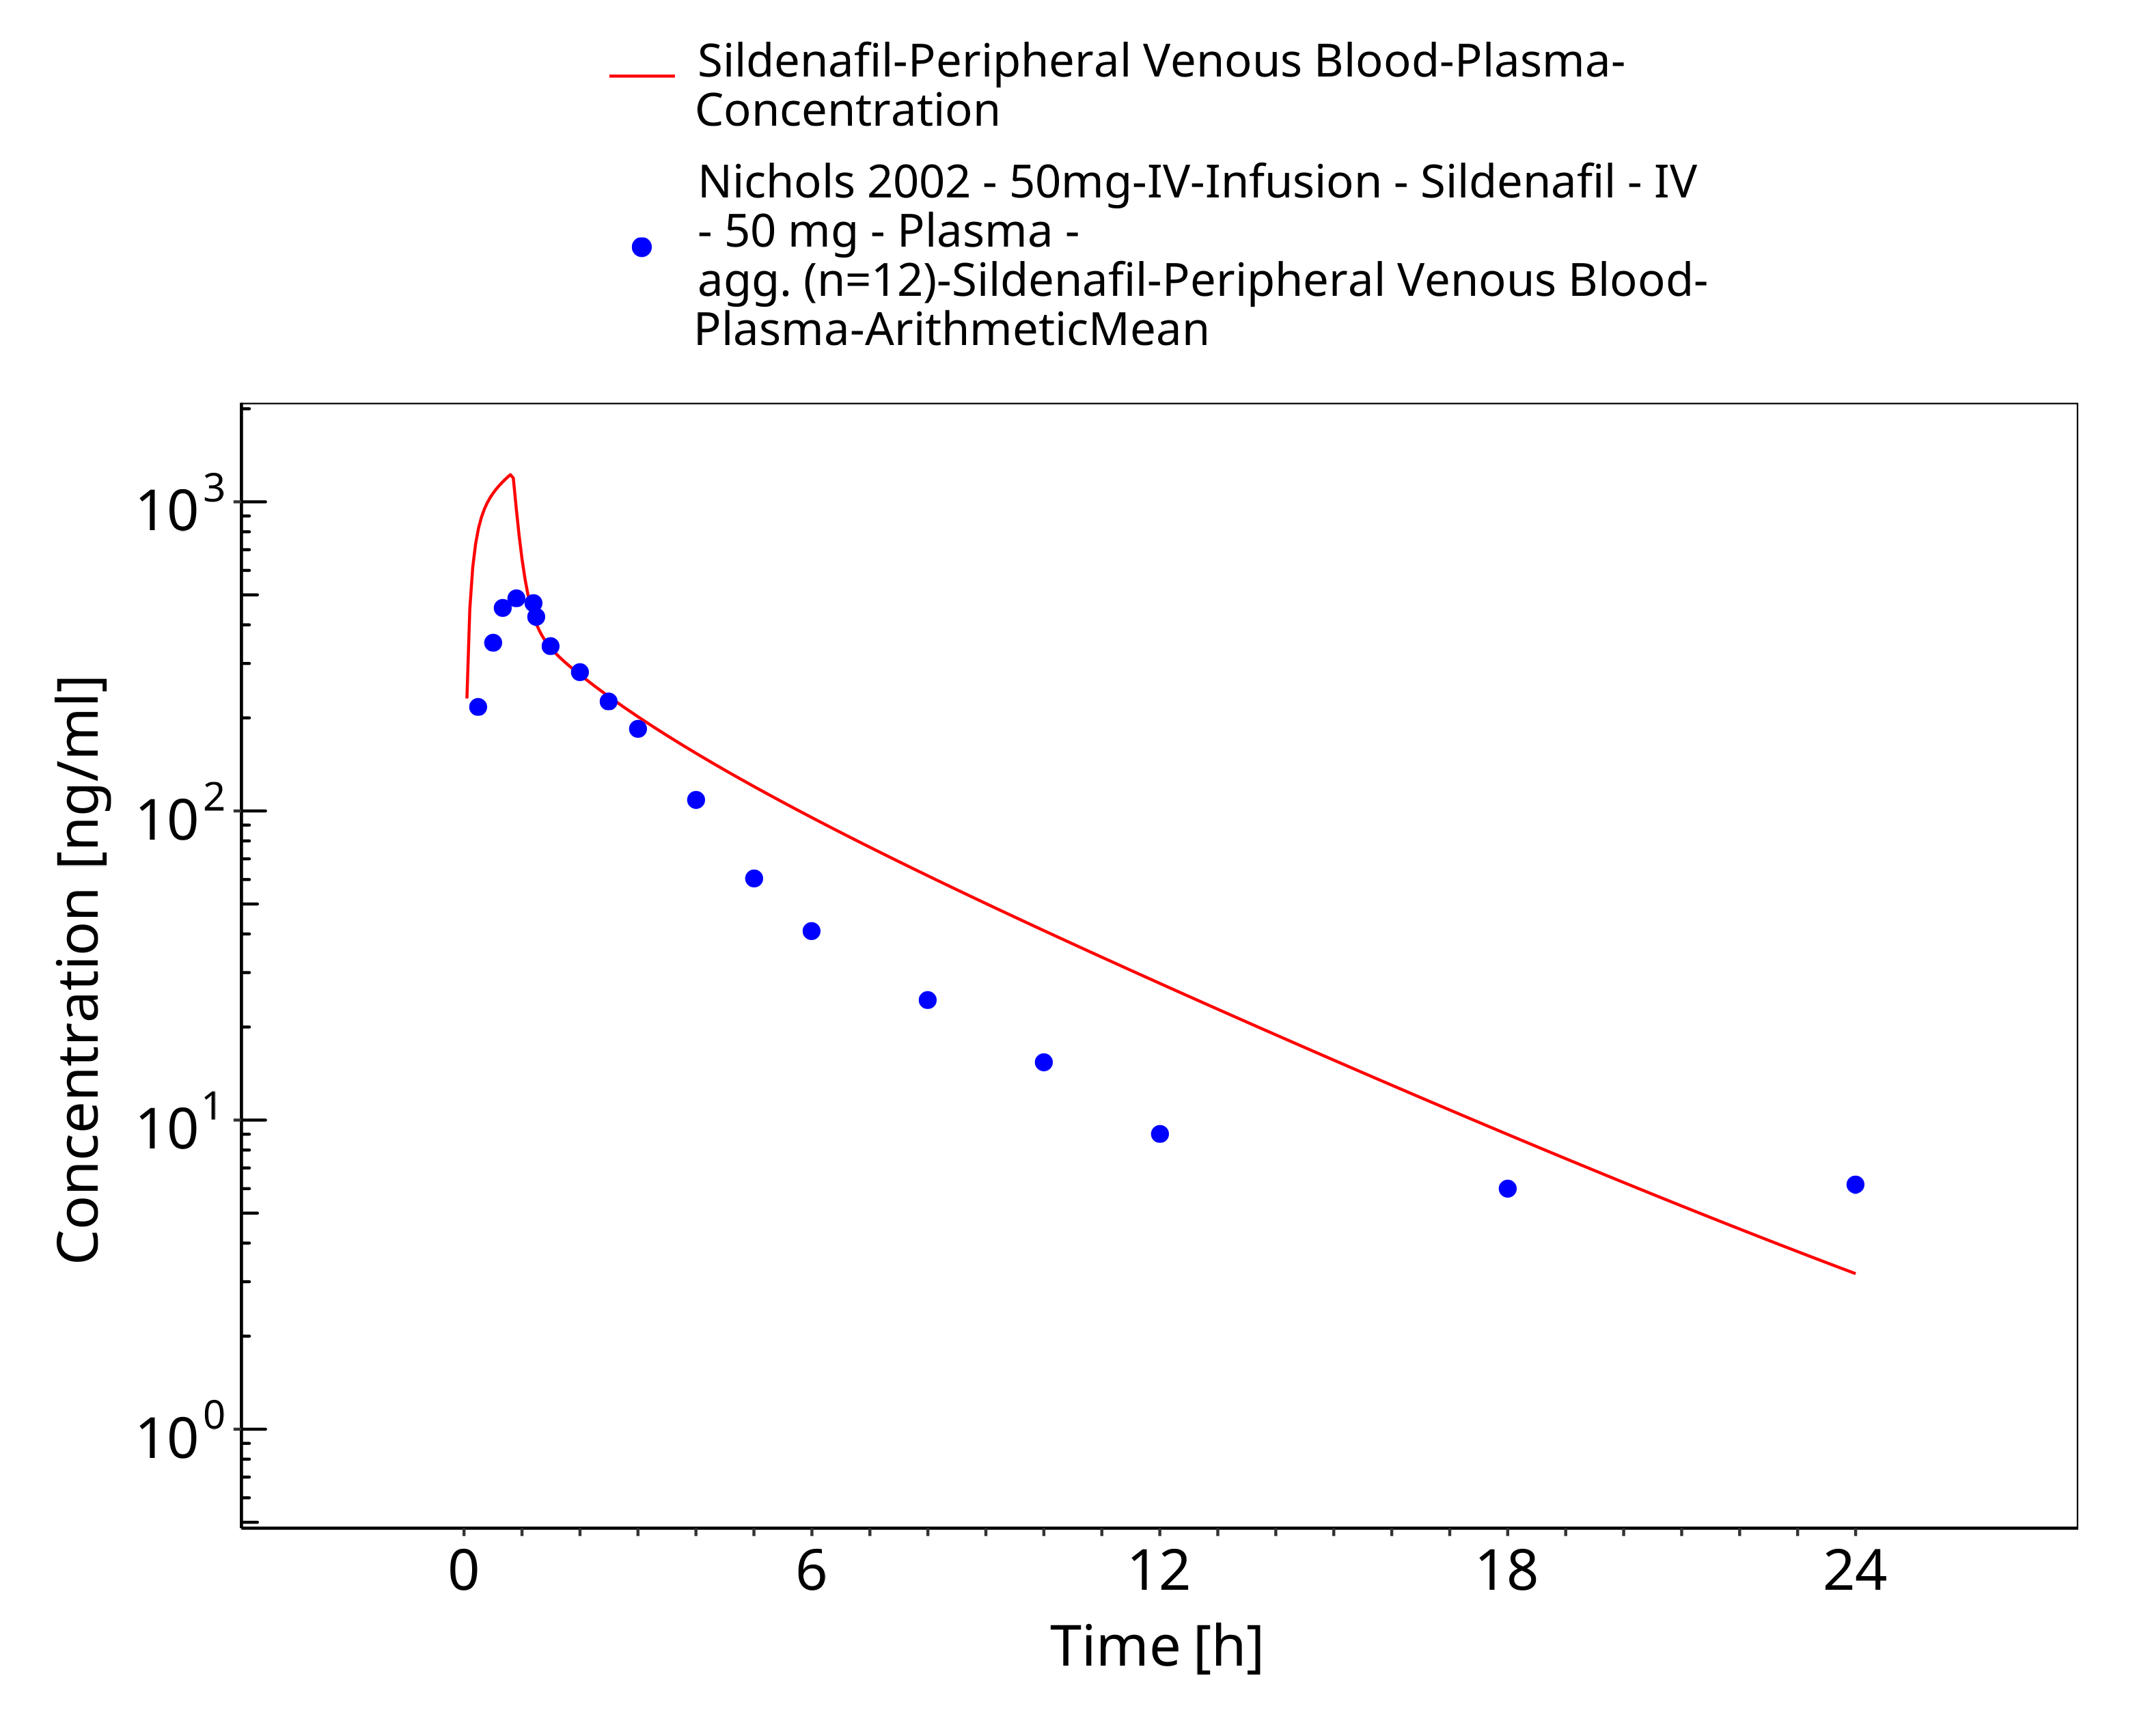 Sildenafil-Peripheral Venous Blood-Plasma-
Concentration
Nichols 2002 - 50mg-IV-Infusion - Sildenafil - IV
- 50 mg - Plasma -
agg. (n=12)-Sildenafil-Peripheral Venous Blood-
Plasma-ArithmeticMean
10³
10²
10¹
10⁰
Concentration [ng/ml]
0 6 12 18 24
Time [h]